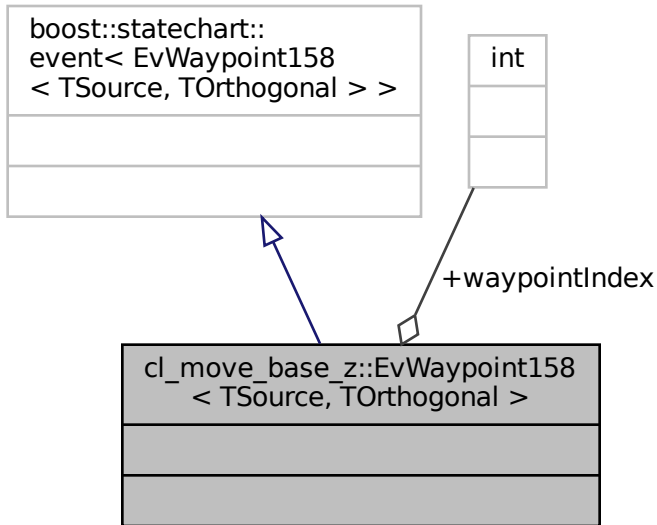 boost::statechart::
event< EvWaypoint158
< TSource, TOrthogonal > >
int
+waypointIndex
cl_move_base_z::EvWaypoint158
< TSource, TOrthogonal >